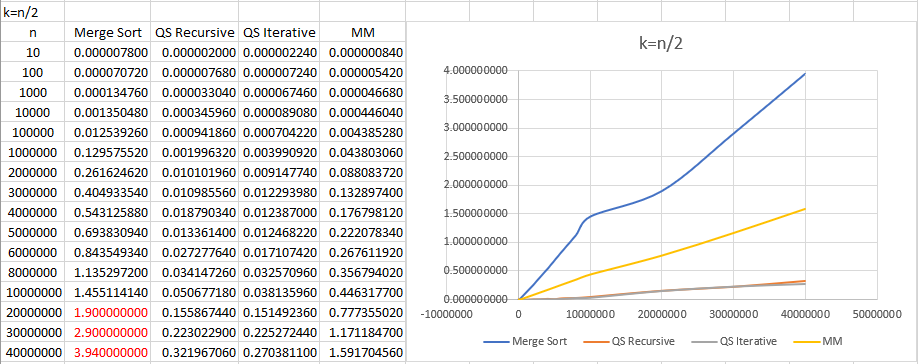 k=n/2
n Merge Sort QS Recursive QS Iterative MM
10 0.000007800 0.000002000 0.000002240 0.000000840
100 0.000070720 0.000007680 0.000007240 0.000005420
1000 0.000134760 0.000033040 0.000067460 0.000046680
10000 0.001350480 0.000345960 0.000089080 0.000446040
100000 0.012539260 0.000941860 0.000704220 0.004385280
1000000 0.129575520 0.001996320 0.003990920 0.043803060
2000000 0.261624620 0.010101960 0.009147740 0.088083720
3000000 0.404933540 0.010985560 0.012293980 0.132897400
4000000 0.543125880 0.018790340 0.012387000 0.176798120
5000000 0.693830940 0.013361400 0.012468220 0.222078340
6000000 0.843549340 0.027277640 0.017107420 0.267611920
8000000 1.135297200 0.034147260 0.032570960 0.356794020
10000000 1.455114140 0.050677180 0.038135960 0.446317700
20000000 1.900000000 0.155867440 0.151492360 0.777355020
30000000 2.900000000 0.223022900 0.225272440 1.171184700
40000000 3.940000000 0.321967060 0.270381100 1.591704560
k=n/2
4.000000000
3.500000000
3.000000000
2.500000000
2.000000000
1.500000000
1.000000000
0.500000000
0.000000000
-10000000 0 10000000 20000000 30000000 40000000 50000000
Merge Sort QS Recursive QS Iterative MM